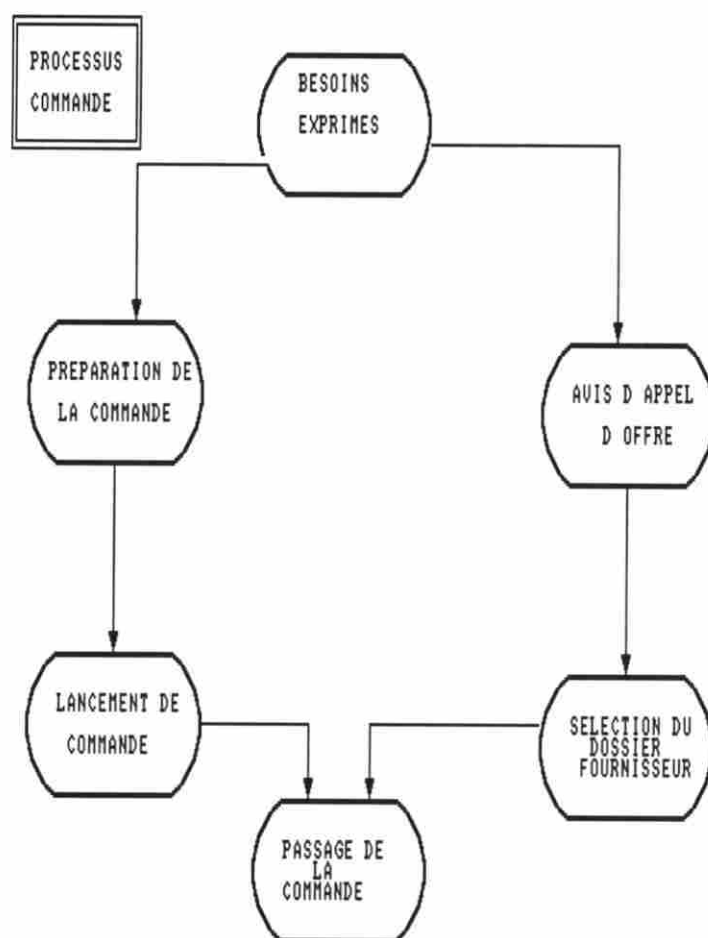 PROCESSUS
COMMANDE
BESOINS
EXPRIMES
PREPARATION DE
LA COMMANDE
AVIS D APPEL
D OFFRE
LANCEMENT DE
COMMANDE
SELECTION DU
DOSSIER
FOURNISSEUR
PASSAGE DE
LA
COMMANDE